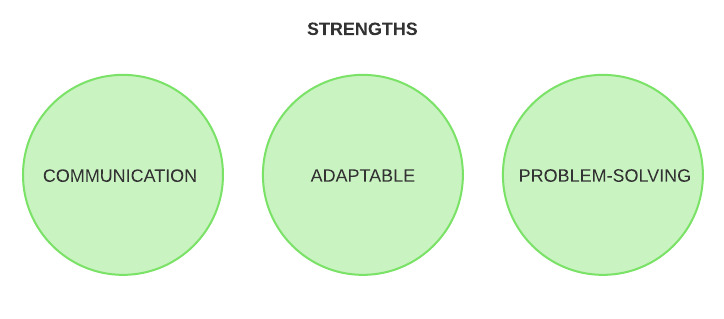 STRENGTHS
COMMUNICATION
ADAPTABLE
PROBLEM-SOLVING